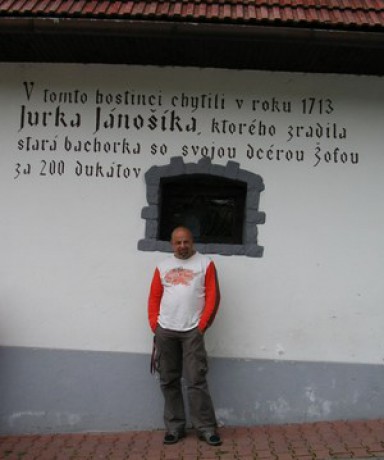 V tomto hostinci chytili v roku 1713
Jurka Jánošíka, ktorého zradila
stará bachorka so svojou dcérou Žofou
za 200 dukátov